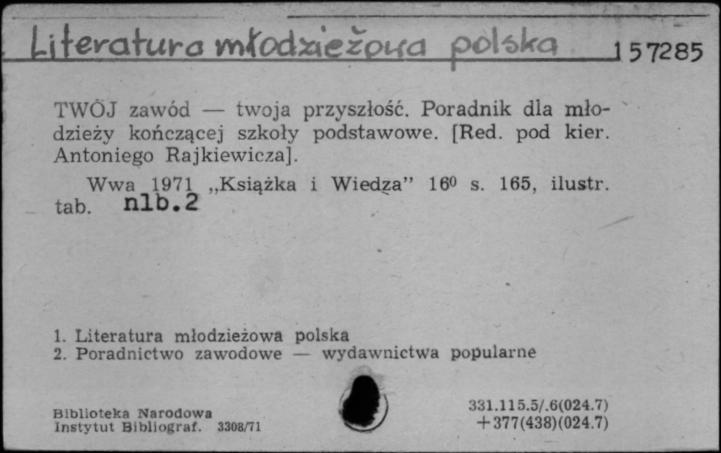 Literatura młodzieżowa polska 157285
TWÓJ zawód — twoja przyszłość. Poradnik dla mło-
dzieży kończącej szkoły podstawowe. [Red. pod kier.
Antoniego Rajkiewicza].
Wwa 1971 „Książka i Wiedza” 16⁰ s. 165, ilustr.
tab. nlb.2
1. Literatura młodzieżowa polska
2. Poradnictwo zawodowe — wydawnictwa popularne
Biblioteka Narodowa 331.115.5/.6(024.7)
Instytut Bibliograf. 3308/71 +377(438)(024.7)